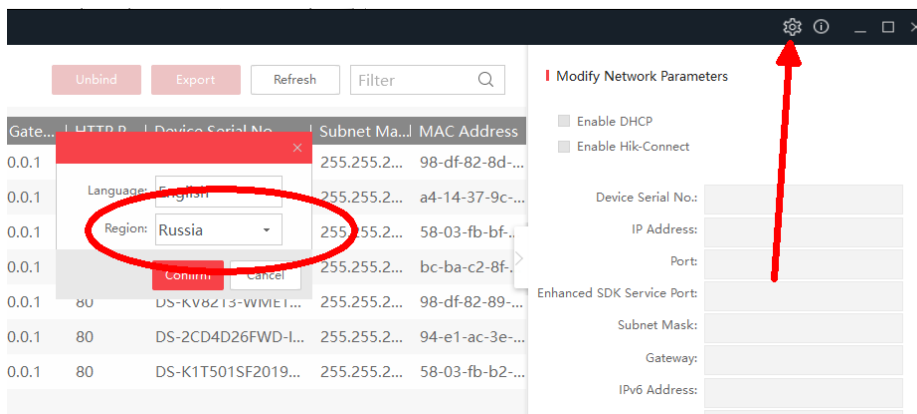 Unbind Export Refresh Filter
Modify Network Parameters
Enable DHCP
Enable Hik-Connect
Gate... HTTP P... Device Serial No. Subnet Ma... MAC Address
0.0.1 255.255.2... 98-df-82-8d-...
Language: English
0.0.1 255.255.2... a4-14-37-9c-...
Device Serial No.:
Region: Russia
0.0.1 255.255.2... 58-03-fb-bf-...
IP Address:
0.0.1 255.255.2... bc-ba-c2-8f-...
Port:
Confirm Cancel
0.0.1 80 DS-KV8213-WME1... 255.255.2... 98-df-82-89-...
Enhanced SDK Service Port:
Subnet Mask:
0.0.1 80 DS-2CD4D26FWD-I... 255.255.2... 94-e1-ac-3e-...
Gateway:
0.0.1 80 DS-K1T501SF2019... 255.255.2... 58-03-fb-b2-...
IPv6 Address: